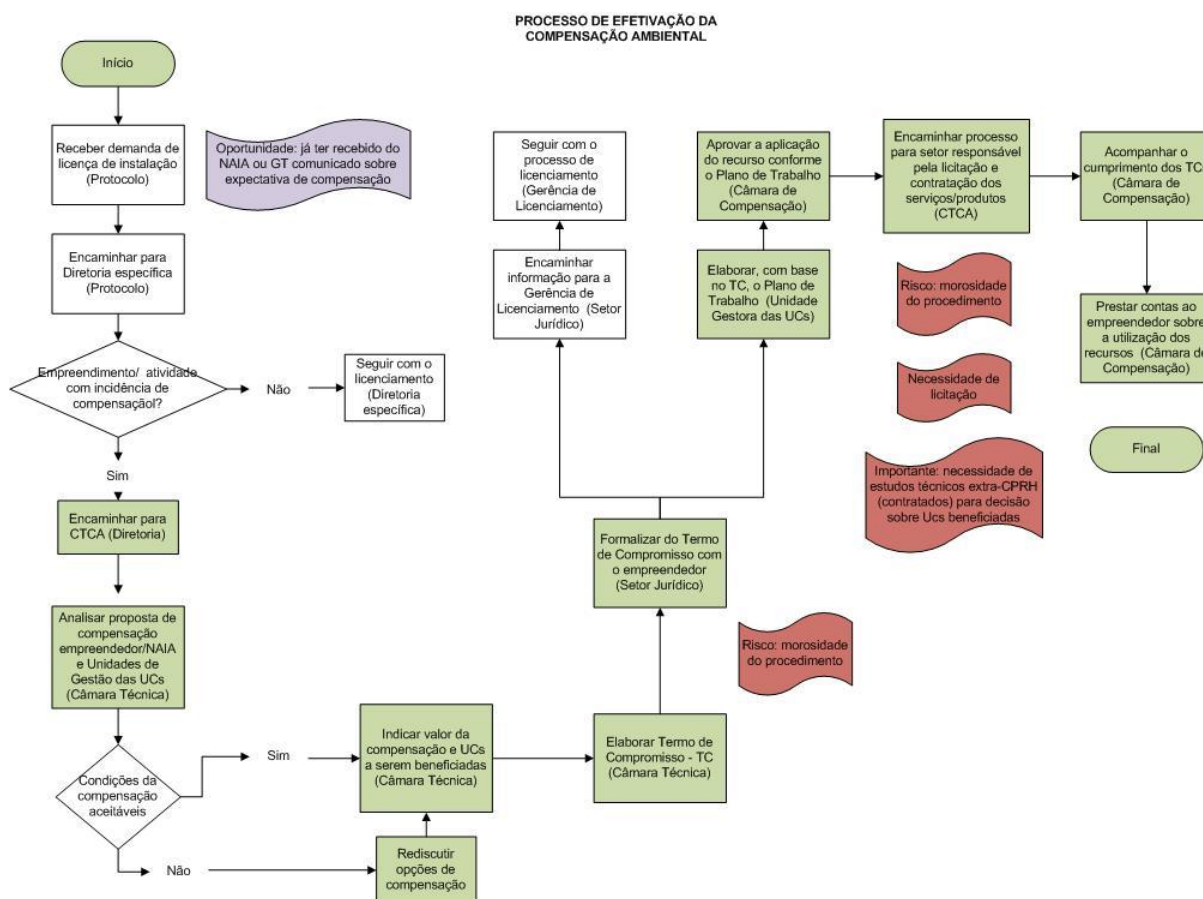 PROCESSO DE EFETIVAÇÃO DA
COMPENSAÇÃO AMBIENTAL
Início
Receber demanda de
licença de instalação
(Protocolo)
Oportunidade: já ter recebido do
NAIA ou GT comunicado sobre
expectativa de compensação
Encaminhar para
Diretoria específica
(Protocolo)
Empreendimento/ atividade
com incidência de
compensaçãol?
Não
Seguir com o
licenciamento
(Diretoria
específica)
Sim
Encaminhar para
CTCA (Diretoria)
Analisar proposta de
compensação
empreendedor/NAIA
e Unidades de
Gestão das UCs
(Câmara Técnica)
Condições da
compensação
aceitáveis
Sim
Não
Rediscutir
opções de
compensação
Indicar valor da
compensação e UCs
a serem beneficiadas
(Câmara Técnica)
Elaborar Termo de
Compromisso - TC
(Câmara Técnica)
Risco: morosidade
do procedimento
Formalizar do Termo
de Compromisso com
o empreendedor
(Setor Jurídico)
Encaminhar
informação para a
Gerência de
Licenciamento (Setor
Jurídico)
Seguir com o
processo de
licenciamento
(Gerência de
Licenciamento)
Elaborar, com base
no TC, o Plano de
Trabalho (Unidade
Gestora das UCs)
Aprovar a aplicação
do recurso conforme
o Plano de Trabalho
(Câmara de
Compensação)
Encaminhar processo
para setor responsável
pela licitação e
contratação dos
serviços/produtos
(CTCA)
Risco: morosidade
do procedimento
Necessidade de
licitação
Importante: necessidade de
estudos técnicos extra-CPRH
(contratados) para decisão
sobre Ucs beneficiadas
Acompanhar o
cumprimento dos TC
(Câmara de
Compensação)
Prestar contas ao
empreendedor sobre
a utilização dos
recursos (Câmara de
Compensação)
Final